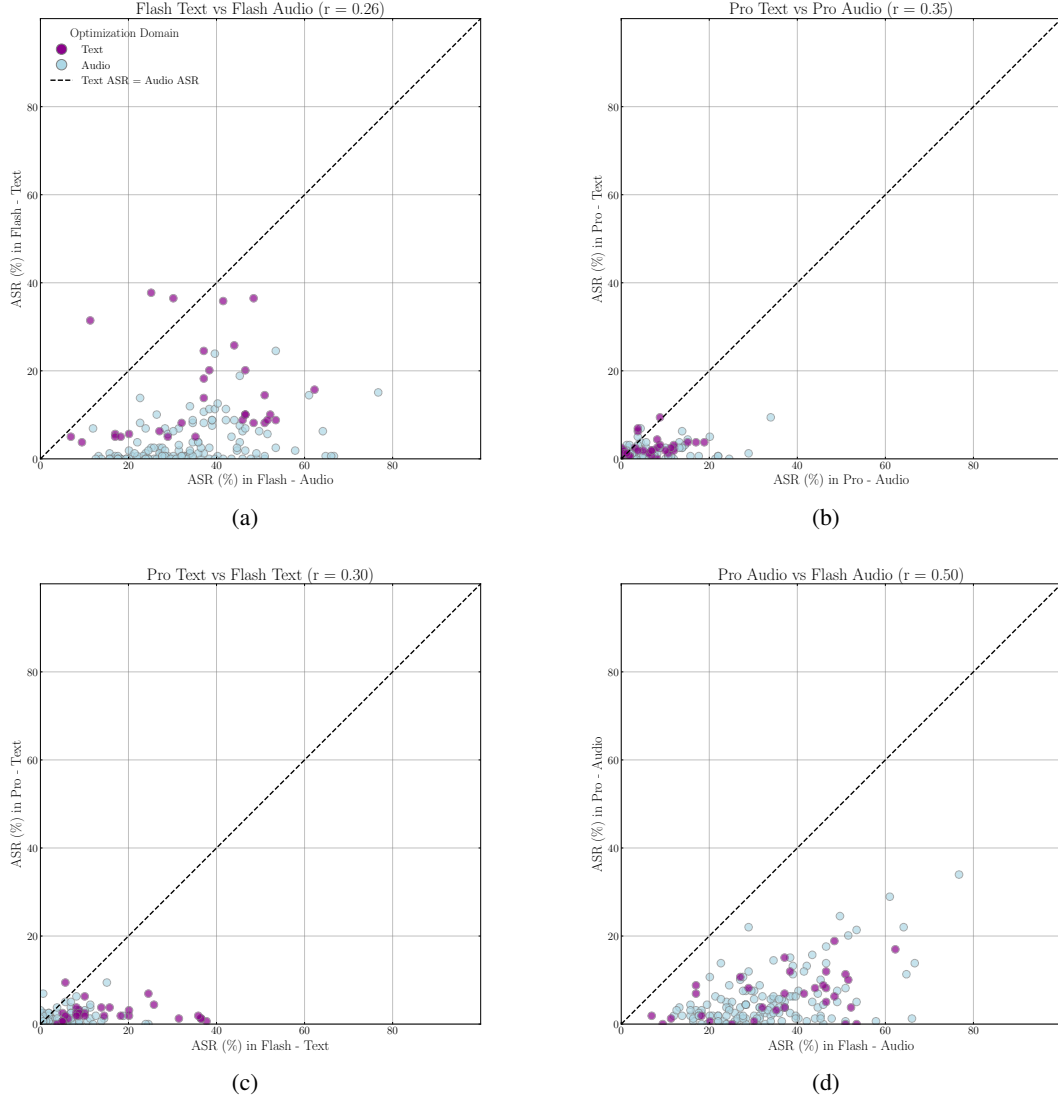 Flash Text vs Flash Audio (r = 0.26)
Optimization Domain
Text
Audio
Text ASR = Audio ASR
ASR (%) in Flash - Text
80
60
40
20
0
0 20 40 60 80
ASR (%) in Flash - Audio
(a)
Pro Text vs Pro Audio (r = 0.35)
ASR (%) in Pro - Text
80
60
40
20
0
0 20 40 60 80
ASR (%) in Pro - Audio
(b)
Pro Text vs Flash Text (r = 0.30)
ASR (%) in Pro - Text
80
60
40
20
0
0 20 40 60 80
ASR (%) in Flash - Text
(c)
Pro Audio vs Flash Audio (r = 0.50)
ASR (%) in Pro - Audio
80
60
40
20
0
0 20 40 60 80
ASR (%) in Flash - Audio
(d)